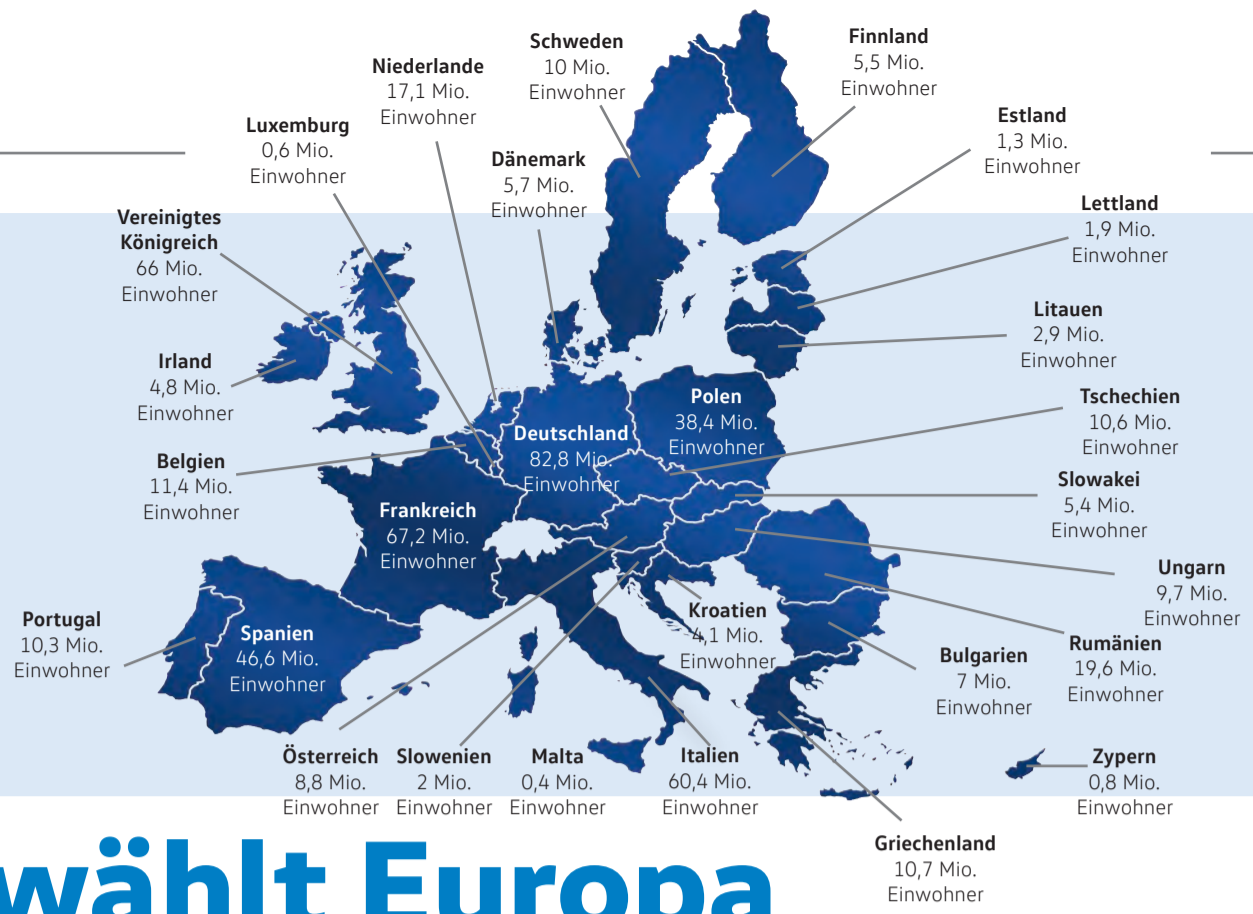 Schweden
10 Mio.
Einwohner
Finnland
5,5 Mio.
Einwohner
Niederlande
17,1 Mio.
Einwohner
Estland
1,3 Mio.
Einwohner
Luxemburg
0,6 Mio.
Einwohner
Dänemark
5,7 Mio.
Einwohner
Lettland
1,9 Mio.
Einwohner
Vereinigtes
Königreich
66 Mio.
Einwohner
Litauen
2,9 Mio.
Einwohner
Irland
4,8 Mio.
Einwohner
Polen
38,4 Mio.
Einwohner
Tschechien
10,6 Mio.
Einwohner
Deutschland
82,8 Mio.
Einwohner
Belgien
11,4 Mio.
Einwohner
Slowakei
5,4 Mio.
Einwohner
Frankreich
67,2 Mio.
Einwohner
Ungarn
9,7 Mio.
Einwohner
Portugal
10,3 Mio.
Einwohner
Spanien
46,6 Mio.
Einwohner
Kroatien
4,1 Mio.
Einwohner
Rumänien
19,6 Mio.
Einwohner
Bulgarien
7 Mio.
Einwohner
Österreich
8,8 Mio.
Einwohner
Slowenien
2 Mio.
Einwohner
Malta
0,4 Mio.
Einwohner
Italien
60,4 Mio.
Einwohner
Zypern
0,8 Mio.
Einwohner
Griechenland
10,7 Mio.
Einwohner
wählt Europa